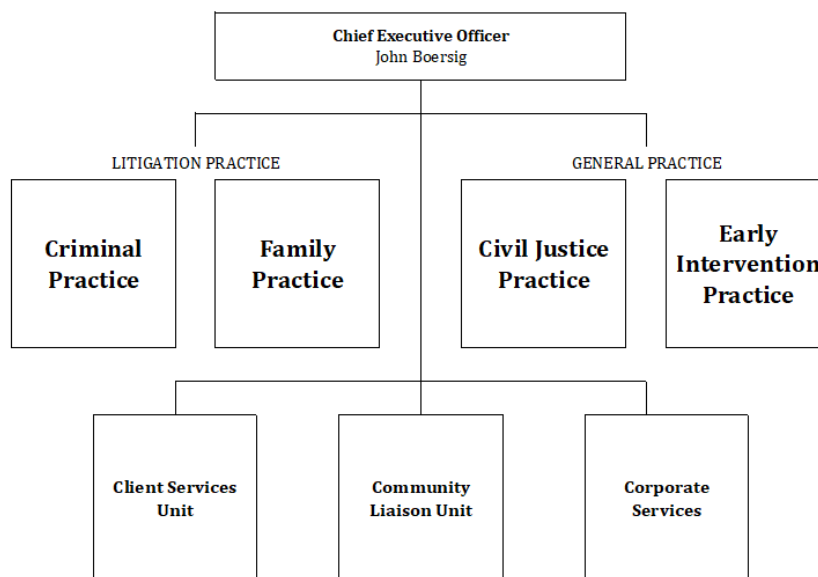 Chief Executive Officer
John Boersig
LITIGATION PRACTICE
GENERAL PRACTICE
Criminal
Practice
Family
Practice
Civil Justice
Practice
Early
Intervention
Practice
Client Services
Unit
Community
Liaison Unit
Corporate
Services